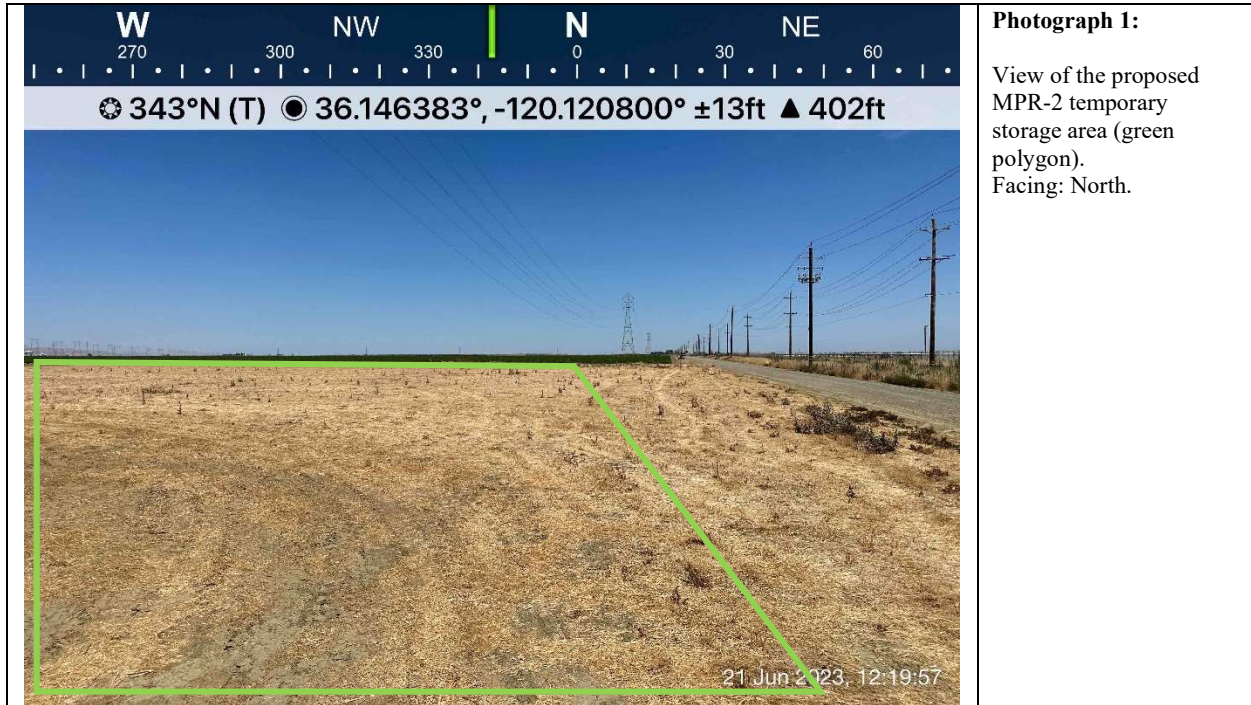 W NW N NE
270 300 330 0 30 60
343°N (T) 36.146383°, -120.120800° ±13ft ▲ 402ft
21 Jun 2023, 12:19:57
Photograph 1:
View of the proposed
MPR-2 temporary
storage area (green
polygon).
Facing: North.